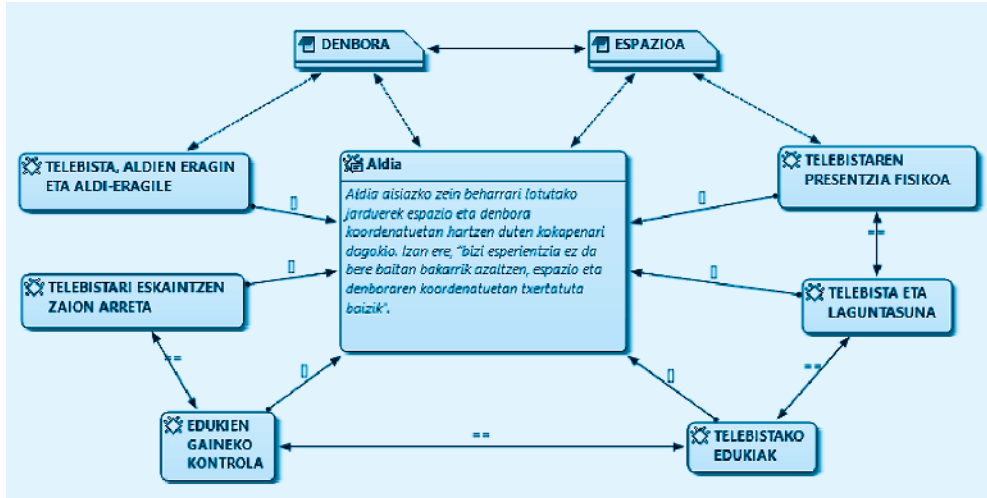 DENBORA
ESPAZIOA
TELEBISTA, ALDIEN ERAGIN
ETA ALDI-ERAGILE
Aldia
Aldia aisiazko zein beharrari lotutako
jarduerek espazio eta denbora
koordenatuetan hartzen duten kokapenari
dagokio. Izan ere, "bizi esperientzia ez da
bere baitan bakarrik azaltzen, espazio eta
denboraren koordenatuetan txertatuta
baizik".
TELEBISTAREN
PRESENTZIA FISIKOA
[]
[]
==
TELEBISTARI ESKAINTZEN
ZAION ARRETA
[]
[]
TELEBISTA ETA
LAGUNTASUNA
==
[]
[]
==
EDUKIEN
GAINEKO
KONTROLA
==
TELEBISTAKO
EDUKIAK